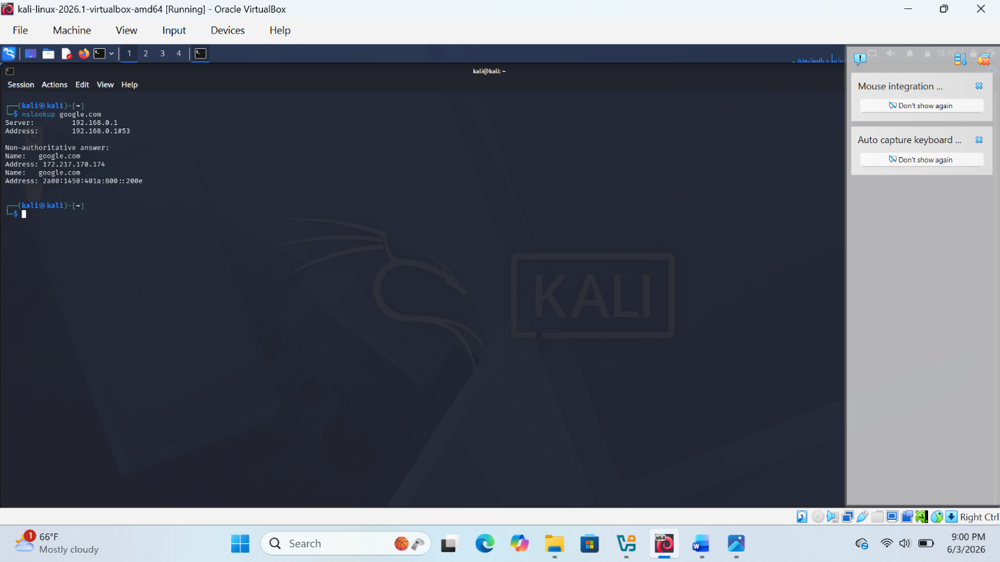 kali-linux-2026.1-virtualbox-amd64 [Running] - Oracle VirtualBox
File Machine View Input Devices Help
1 2 3 4
kali@kali: ~
Session Actions Edit View Help
┌──(kali㉿kali)-[~]
└─$ nslookup google.com
Server: 192.168.0.1
Address: 192.168.0.1#53
Non-authoritative answer:
Name: google.com
Address: 172.217.170.174
Name: google.com
Address: 2a00:1450:401a:800::200e
┌──(kali㉿kali)-[~]
└─$
KALI
Mouse integration ...
Don't show again
Auto capture keyboard ...
Don't show again
Right Ctrl
1
66°F
Mostly cloudy
Search
x64
9:00 PM
6/3/2026